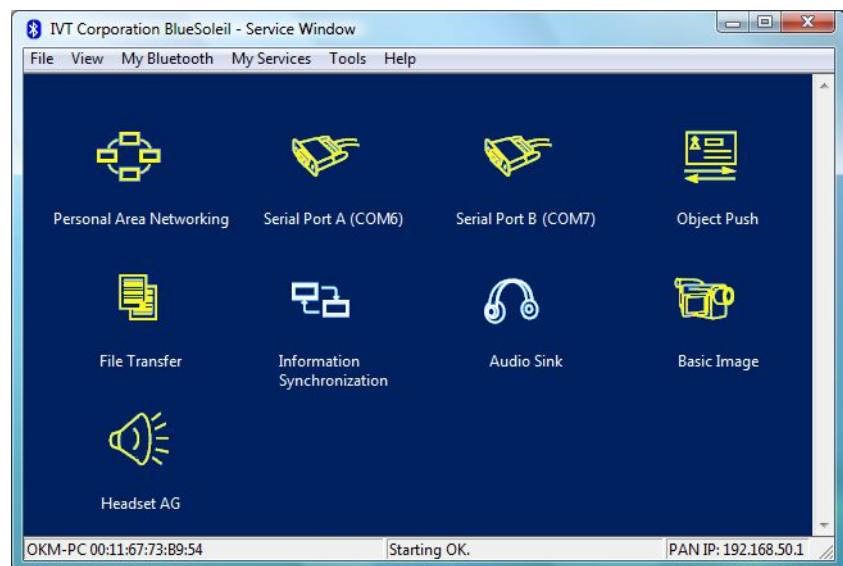 IVT Corporation BlueSoleil - Service Window
File View My Bluetooth My Services Tools Help
Personal Area Networking Serial Port A (COM6) Serial Port B (COM7) Object Push
File Transfer Information Synchronization Audio Sink Basic Image
Headset AG
OKM-PC 00:11:67:73:B9:54 Starting OK. PAN IP: 192.168.50.1